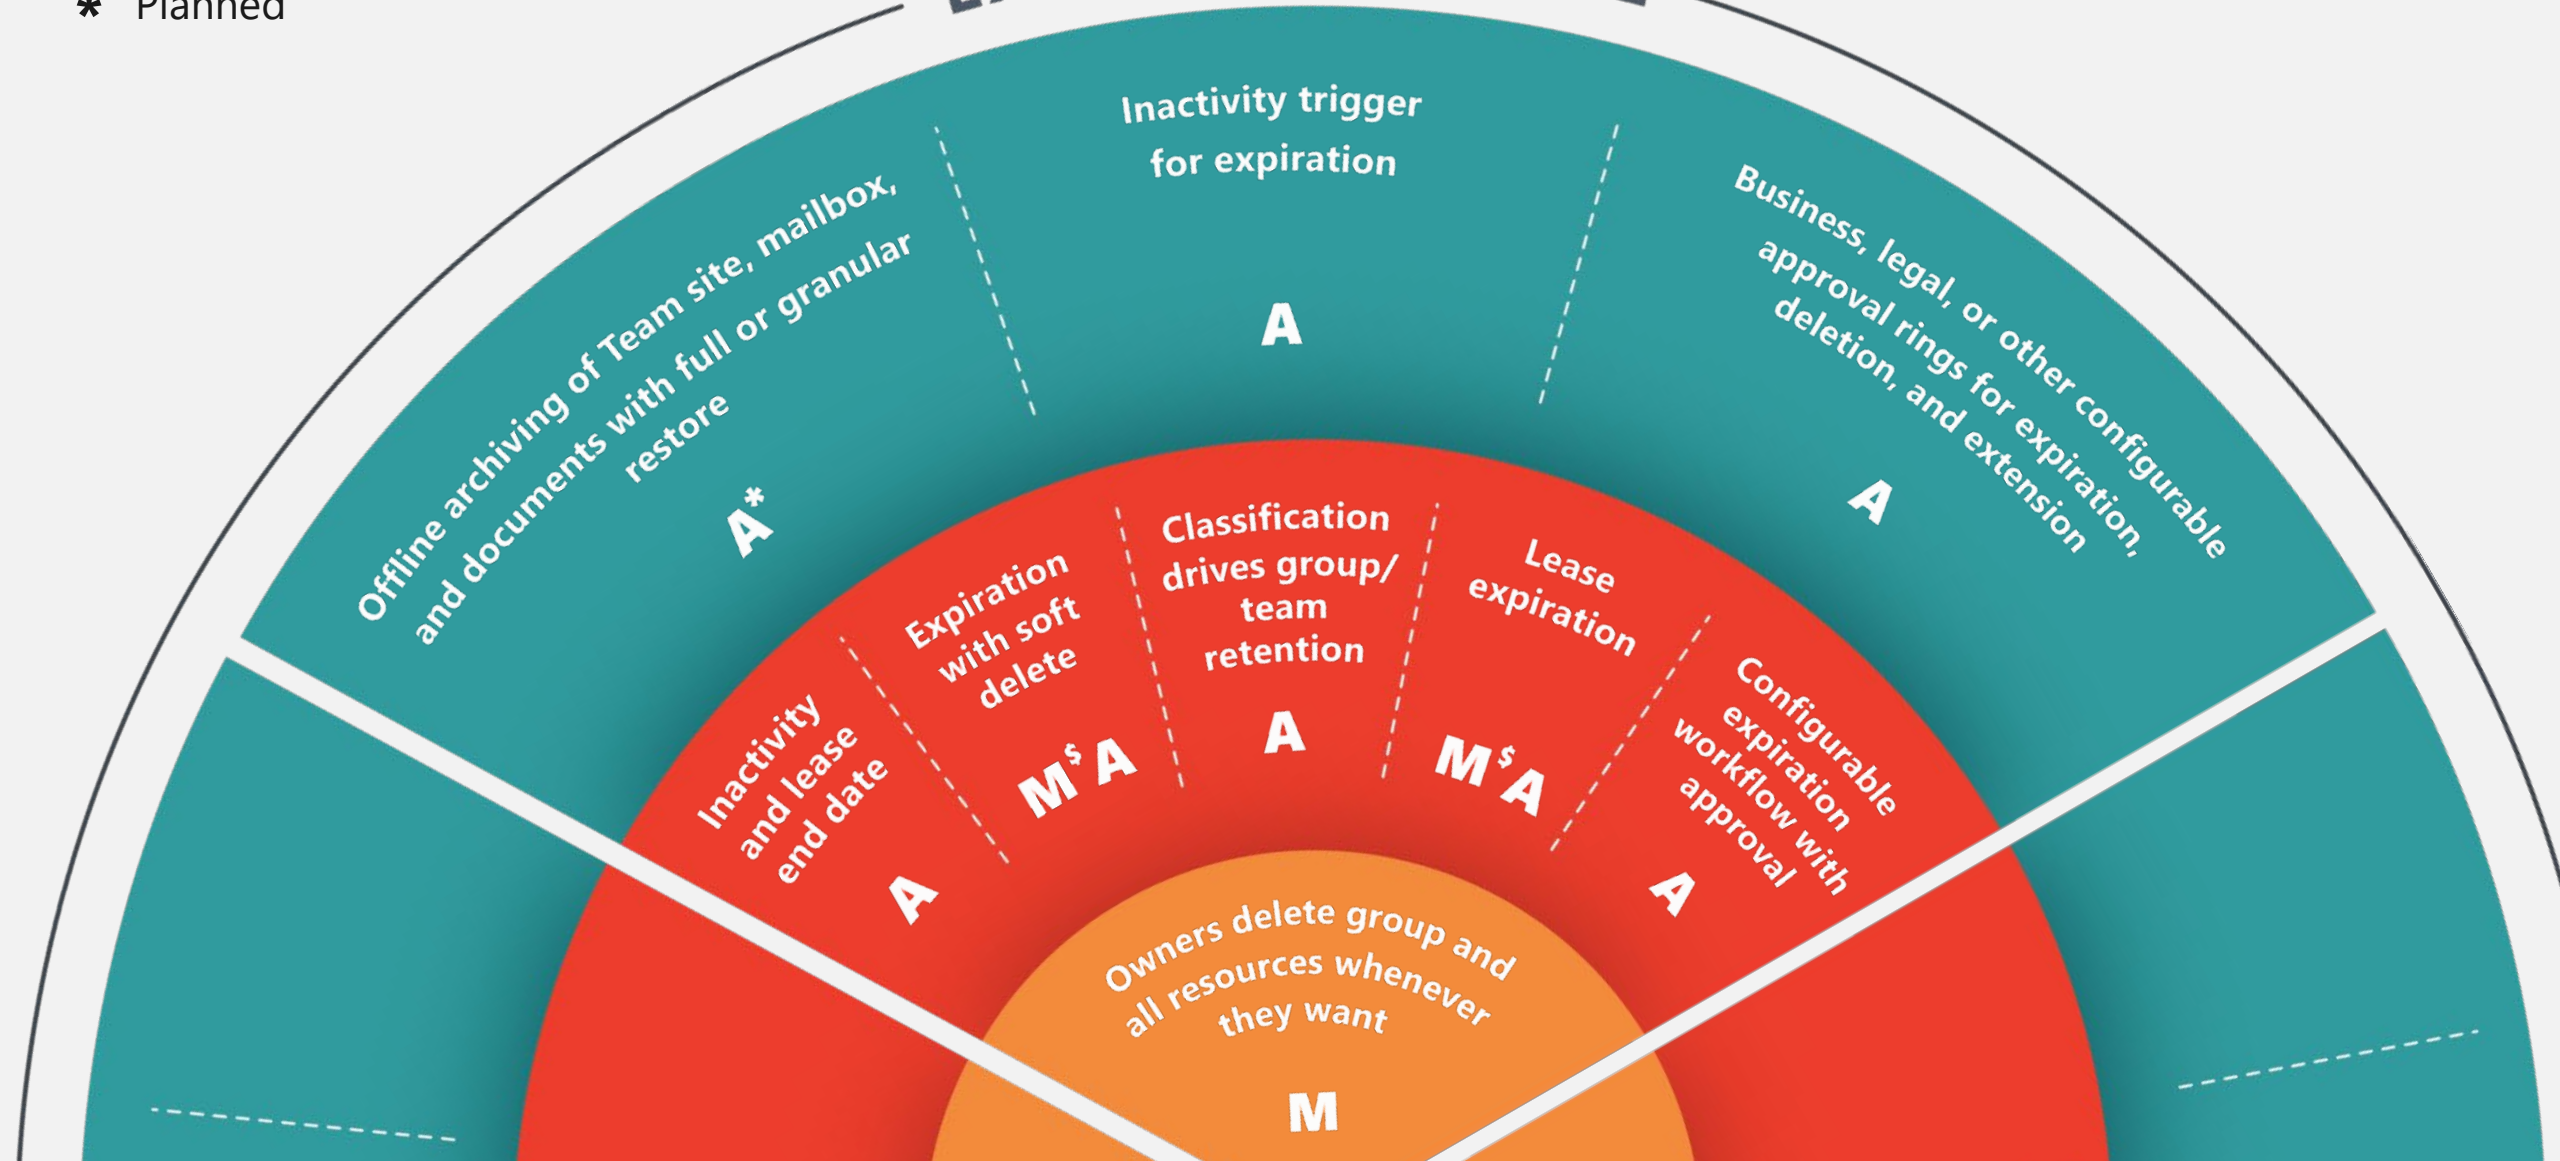 * Planned
Offline archiving of Team site, mailbox,
and documents with full or granular
restore
A*
Inactivity trigger
for expiration
A
Business, legal, or other configurable
approval rings for expiration,
deletion, and extension
A
Inactivity
and lease
end date
A
Expiration
with soft
delete
M$ A
Classification
drives group/
team
retention
A
Lease
expiration
M$A
Configurable
expiration
workflow with
approval
A
Owners delete group and
all resources whenever
they want
M